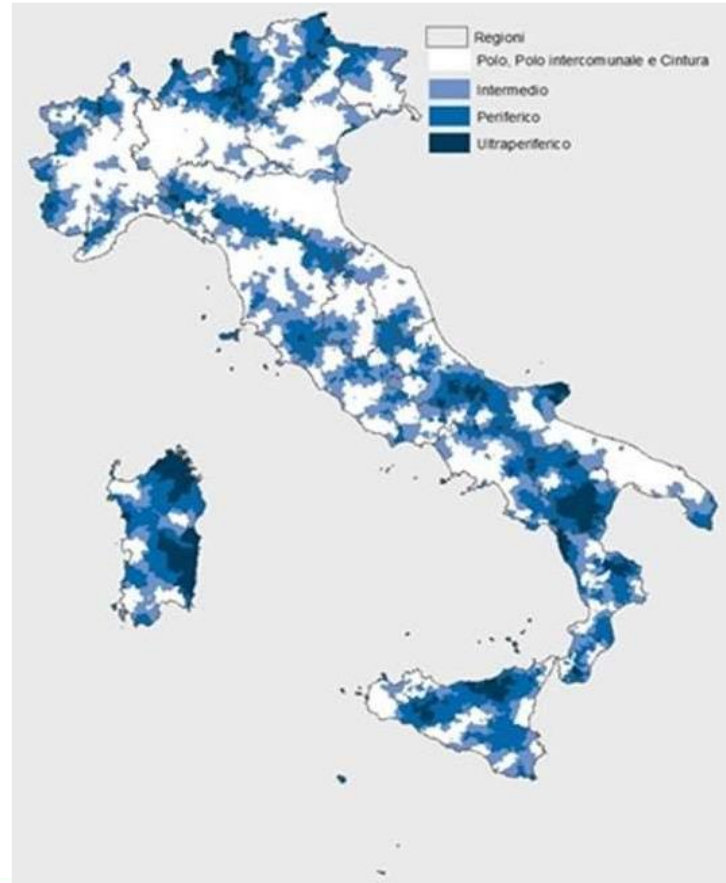 Regioni
Polo, Polo intercomunale e Cintura
Intermedio
Periferico
Ultraperiferico